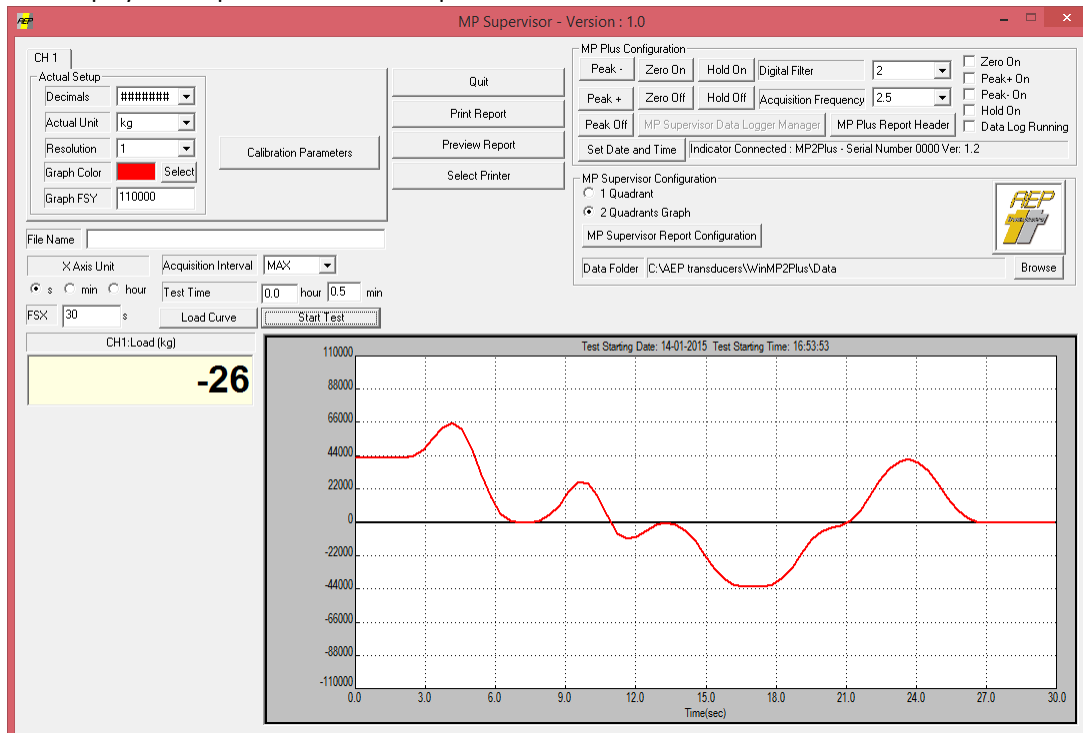 AEP
MP Supervisor - Version : 1.0
CH 1
Actual Setup
Decimals
#######
Actual Unit
kg
Resolution
1
Graph Color
Select
Graph FSY
110000
Calibration Parameters
Quit
Print Report
Preview Report
Select Printer
MP Plus Configuration
Peak -
Zero On
Hold On
Digital Filter
2
Peak +
Zero Off
Hold Off
Acquisition Frequency
2.5
Peak Off
MP Supervisor Data Logger Manager
MP Plus Report Header
Set Date and Time
Indicator Connected : MP2Plus - Serial Number 0000 Ver: 1.2
Zero On
Peak+ On
Peak- On
Hold On
Data Log Running
MP Supervisor Configuration
1 Quadrant
2 Quadrants Graph
MP Supervisor Report Configuration
AEP
Data Folder
C:\AEP transducers\WinMP2Plus\Data
Browse
File Name
X Axis Unit
Acquisition Interval
MAX
s
min
hour
Test Time
0.0
hour
0.5
min
FSX
30
s
Load Curve
Start Test
CH1:Load (kg)
-26
Test Starting Date: 14-01-2015 Test Starting Time: 16:53:53
110000
88000
66000
44000
22000
0
-22000
-44000
-66000
-88000
-110000
0.0
3.0
6.0
9.0
12.0
15.0
18.0
21.0
24.0
27.0
30.0
Time(sec)